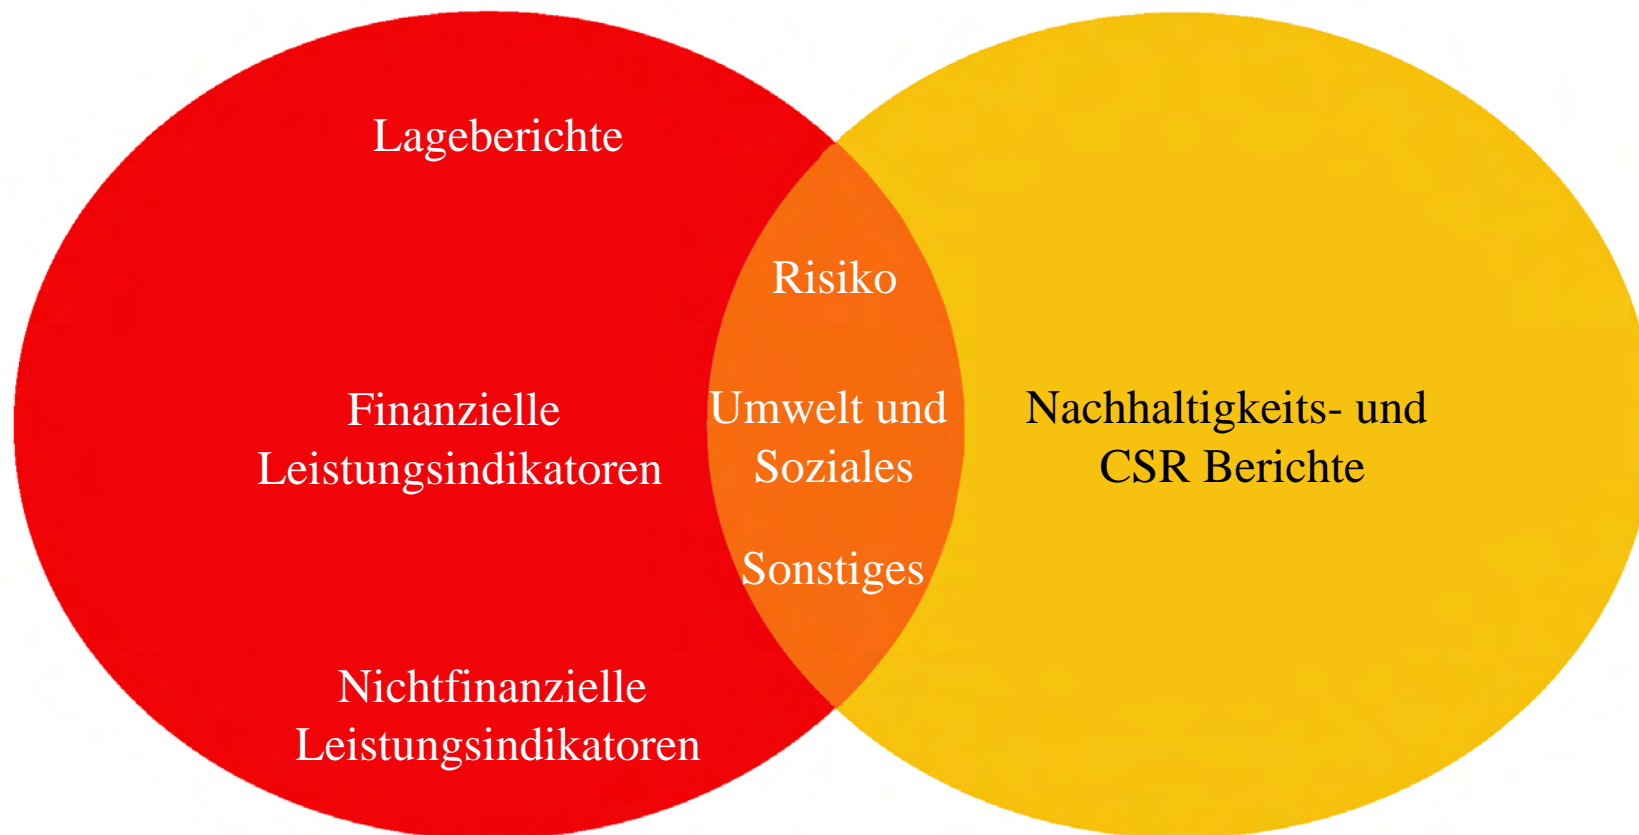 Lageberichte
Finanzielle
Leistungsindikatoren
Nichtfinanzielle
Leistungsindikatoren
Risiko
Umwelt und
Soziales
Sonstiges
Nachhaltigkeits- und
CSR Berichte